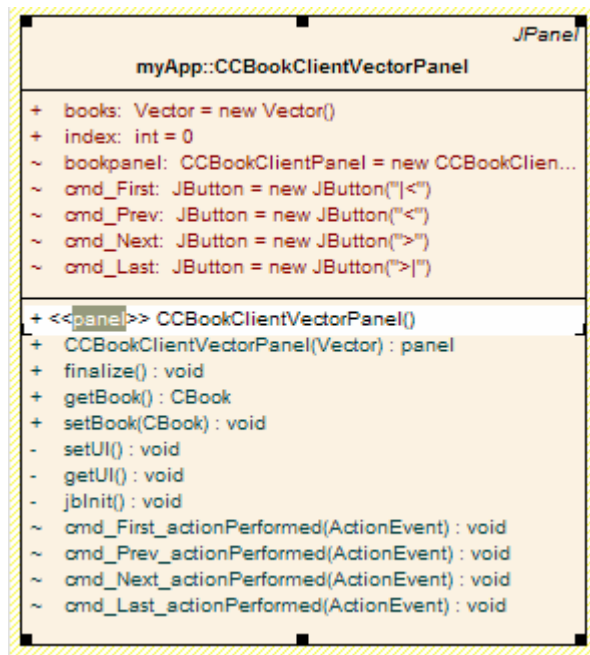 JPanel
myApp::CCBookClientVectorPanel
+ books: Vector = new Vector()
+ index: int = 0
~ bookpanel: CCBookClientPanel = new CCBookClien...
~ cmd_First: JButton = new JButton("|<")
~ cmd_Prev: JButton = new JButton("<")
~ cmd_Next: JButton = new JButton(">")
~ cmd_Last: JButton = new JButton(">|")
+ <<panel>> CCBookClientVectorPanel()
+ CCBookClientVectorPanel(Vector) : panel
+ finalize() : void
+ getBook() : CBook
+ setBook(CBook) : void
- setUI() : void
- getUI() : void
- jbInit() : void
~ cmd_First_actionPerformed(ActionEvent) : void
~ cmd_Prev_actionPerformed(ActionEvent) : void
~ cmd_Next_actionPerformed(ActionEvent) : void
~ cmd_Last_actionPerformed(ActionEvent) : void